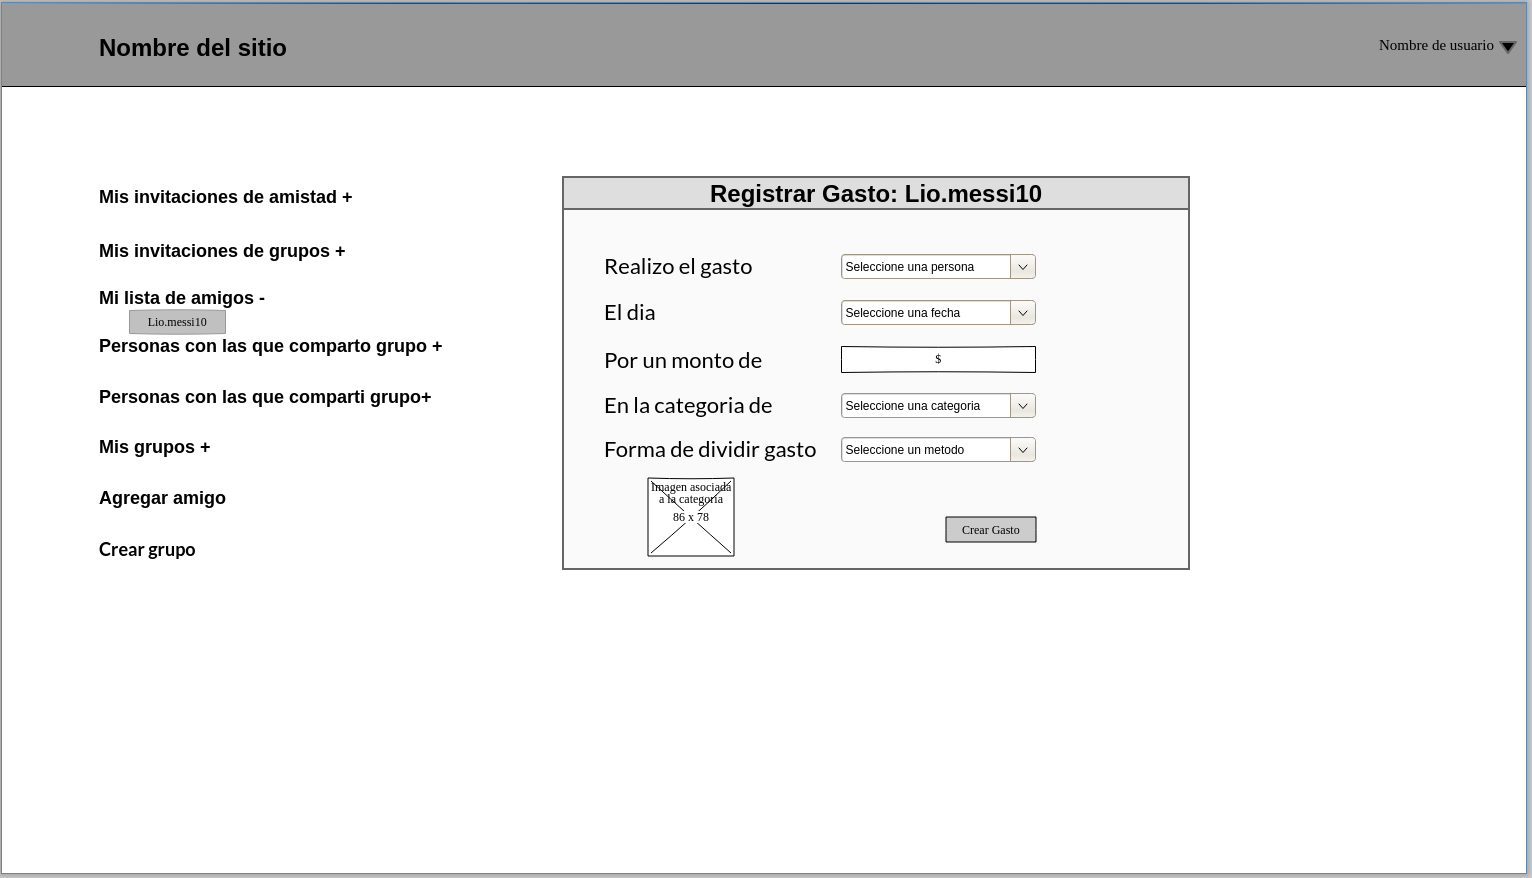 Nombre del sitio
Nombre de usuario
Mis invitaciones de amistad +
Mis invitaciones de grupos +
Mi lista de amigos -
Lio.messi10
Personas con las que comparto grupo +
Personas con las que comparti grupo+
Mis grupos +
Agregar amigo
Crear grupo
Registrar Gasto: Lio.messi10
Realizo el gasto
Seleccione una persona
El dia
Seleccione una fecha
Por un monto de
$
En la categoria de
Seleccione una categoria
Forma de dividir gasto
Seleccione un metodo
Imagen asociada
a la categoria
86 x 78
Crear Gasto